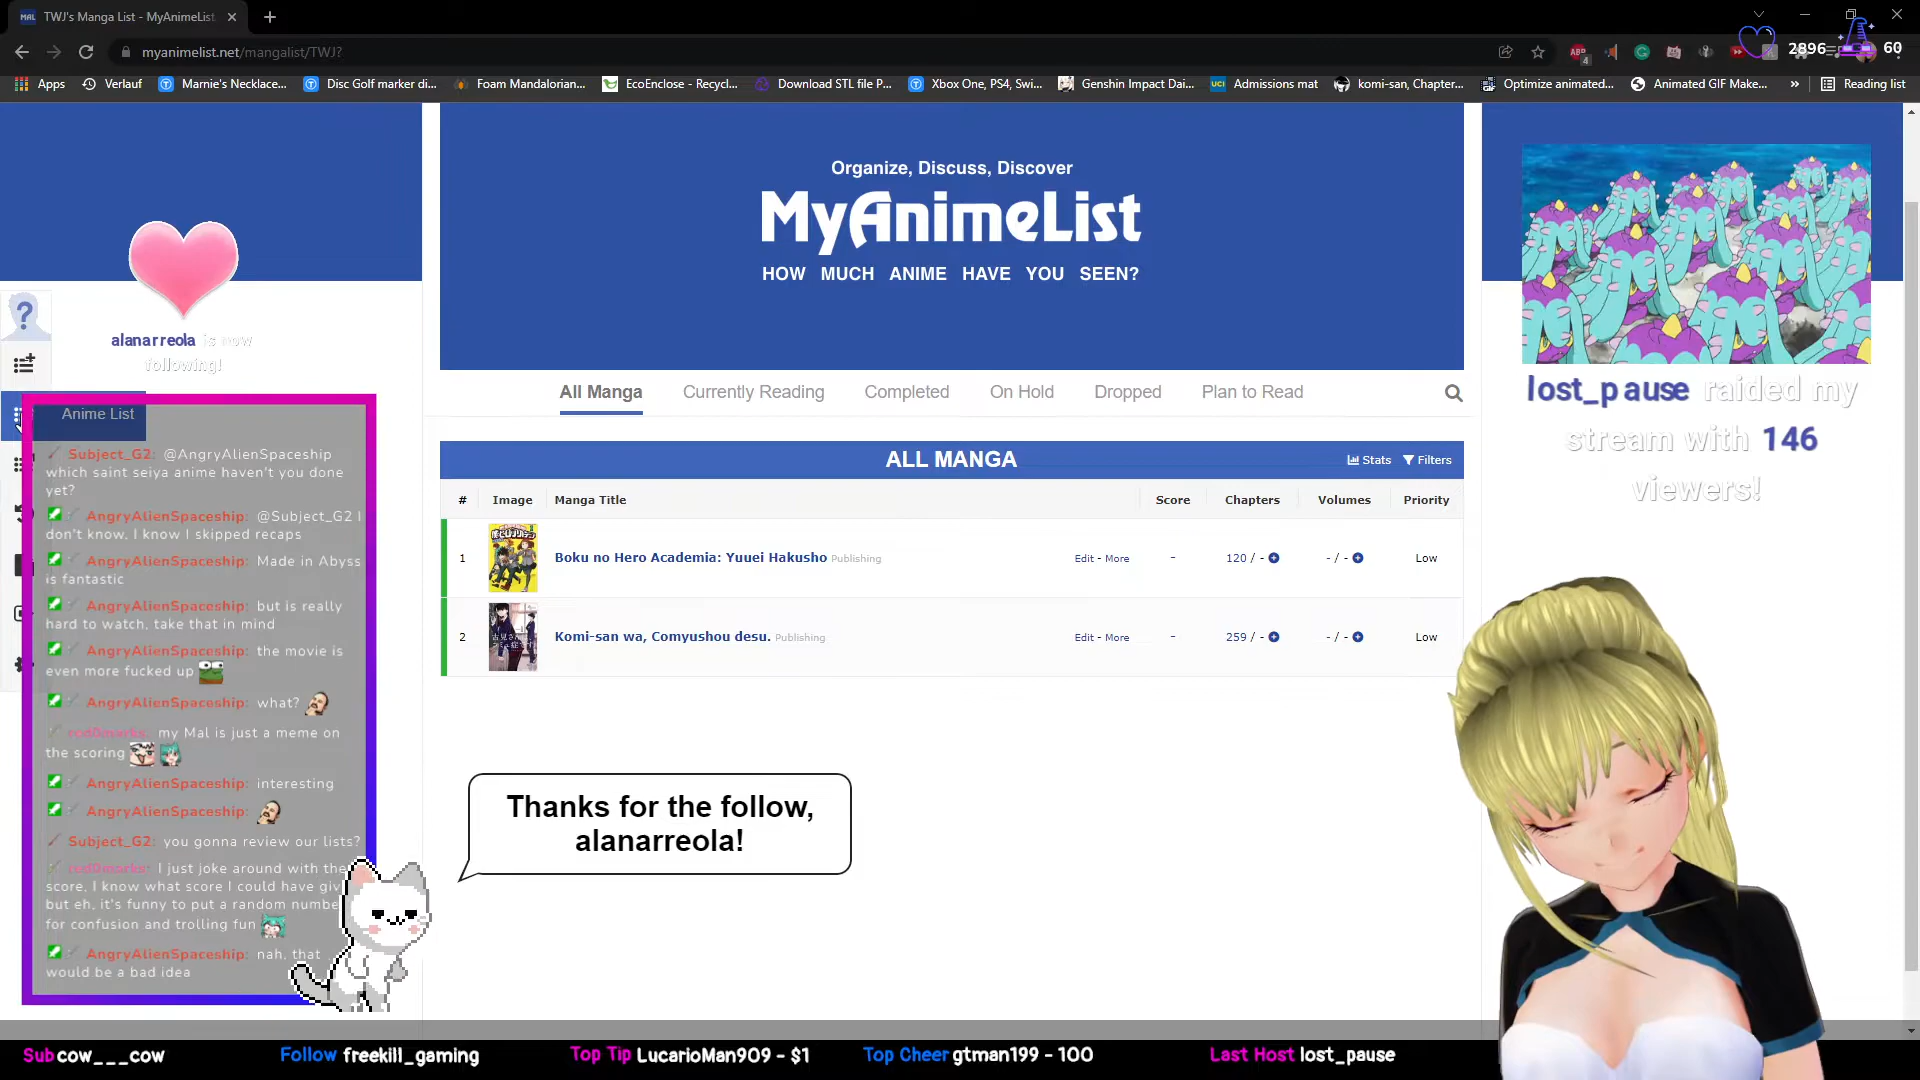 TWJ's Manga List - MyAnimeList
myanimelist.net/mangalist/TWJ?
2896
60
Apps
Verlauf
Marnie's Necklace...
Disc Golf marker di...
Foam Mandalorian...
EcoEnclose - Recycl...
Download STL file P...
Xbox One, PS4, Swi...
Genshin Impact Dai...
UCI Admissions mat
komi-san, Chapter...
Optimize animated...
Animated GIF Make...
»
Reading list
Organize, Discuss, Discover
MyAnimeList
HOW MUCH ANIME HAVE YOU SEEN?
alanarreola is now
following!
All Manga
Currently Reading
Completed
On Hold
Dropped
Plan to Read
lost_pause raided my
stream with 146
viewers!
Anime List
Subject_G2: @AngryAlienSpaceship
which saint seiya anime haven't you done
yet?
AngryAlienSpaceship: @Subject_G2 I
don't know, I know I skipped recaps
AngryAlienSpaceship: Made in Abyss
is fantastic
AngryAlienSpaceship: but is really
hard to watch, take that in mind
AngryAlienSpaceship: the movie is
even more fucked up
AngryAlienSpaceship: what?
my Mal is just a meme on
the scoring
AngryAlienSpaceship: interesting
AngryAlienSpaceship:
Subject_G2: you gonna review our lists?
I just joke around with the
score, I know what score I could have giv
but eh, it's funny to put a random numbe
for confusion and trolling fun
AngryAlienSpaceship: nah, that
would be a bad idea
ALL MANGA
Stats
Filters
# Image Manga Title Score Chapters Volumes Priority
1 Boku no Hero Academia: Yuuei Hakusho Publishing Edit - More - 120 / - - / - Low
2 Komi-san wa, Comyushou desu. Publishing Edit - More - 259 / - - / - Low
Thanks for the follow,
alanarreola!
Sub cow___cow
Follow freekill_gaming
Top Tip LucarioMan909 - $1
Top Cheer gtman199 - 100
Last Host lost_pause